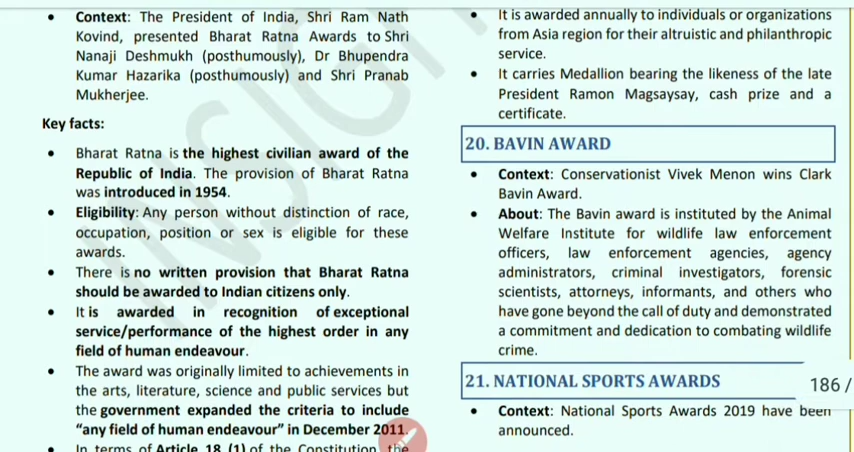 • Context: The President of India, Shri Ram Nath
Kovind, presented Bharat Ratna Awards to Shri
Nanaji Deshmukh (posthumously), Dr Bhupendra
Kumar Hazarika (posthumously) and Shri Pranab
Mukherjee.
Key facts:
• Bharat Ratna is the highest civilian award of the
Republic of India. The provision of Bharat Ratna
was introduced in 1954.
• Eligibility: Any person without distinction of race,
occupation, position or sex is eligible for these
awards.
• There is no written provision that Bharat Ratna
should be awarded to Indian citizens only.
• It is awarded in recognition of exceptional
service/performance of the highest order in any
field of human endeavour.
• The award was originally limited to achievements in
the arts, literature, science and public services but
the government expanded the criteria to include
“any field of human endeavour” in December 2011.
• In terms of Article 18 (1) of the Constitution, the
• It is awarded annually to individuals or organizations
from Asia region for their altruistic and philanthropic
service.
• It carries Medallion bearing the likeness of the late
President Ramon Magsaysay, cash prize and a
certificate.
20. BAVIN AWARD
• Context: Conservationist Vivek Menon wins Clark
Bavin Award.
• About: The Bavin award is instituted by the Animal
Welfare Institute for wildlife law enforcement
officers, law enforcement agencies, agency
administrators, criminal investigators, forensic
scientists, attorneys, informants, and others who
have gone beyond the call of duty and demonstrated
a commitment and dedication to combating wildlife
crime.
21. NATIONAL SPORTS AWARDS
186 /
• Context: National Sports Awards 2019 have been
announced.
INSIGH